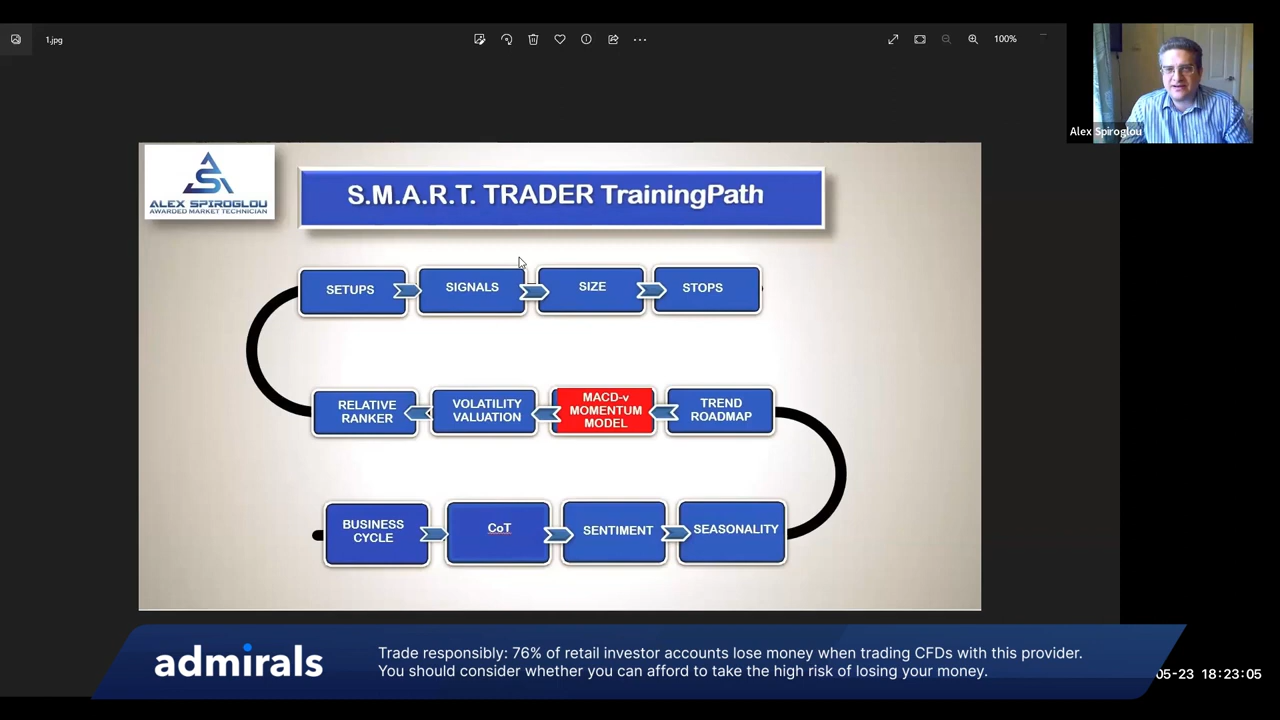 1.jpg
100%
Alex Spiroglou
ALEX SPIROGLOU
AWARDED MARKET TECHNICIAN
S.M.A.R.T. TRADER TrainingPath
SETUPS
SIGNALS
SIZE
STOPS
RELATIVE
RANKER
VOLATILITY
VALUATION
MACD-v
MOMENTUM
MODEL
TREND
ROADMAP
BUSINESS
CYCLE
CoT
SENTIMENT
SEASONALITY
admirals
Trade responsibly: 76% of retail investor accounts lose money when trading CFDs with this provider.
You should consider whether you can afford to take the high risk of losing your money.
05-23 18:23:05